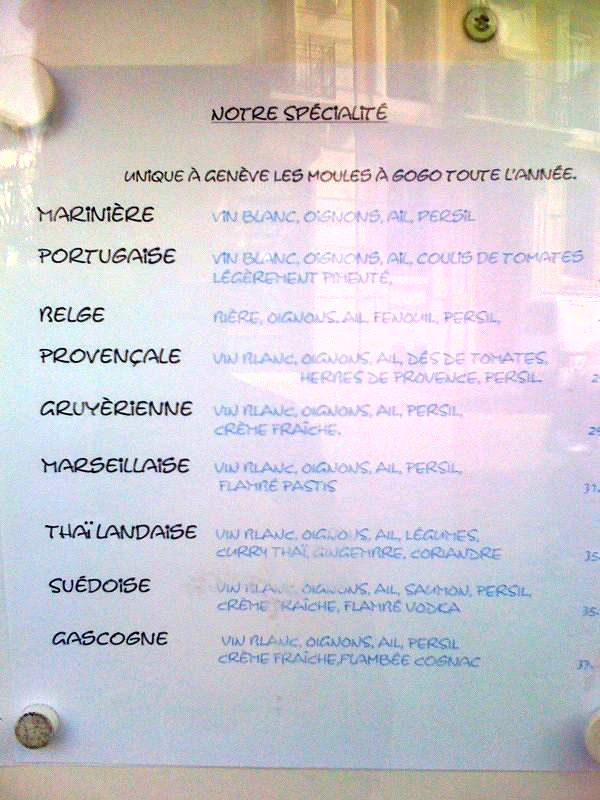 NOTRE SPÉCIALITÉ
UNIQUE À GENÈVE LES MOULES À GOGO TOUTE L'ANNÉE.
MARINIÈRE VIN BLANC, OIGNONS, AIL, PERSIL
PORTUGAISE VIN BLANC, OIGNONS, AIL, COULIS DE TOMATES
LÉGÈREMENT PIMENTÉ,
BELGE BIÈRE, OIGNONS. AIL, FENOUIL, PERSIL,
PROVENÇALE VIN BLANC, OIGNONS, AIL, DÉS DE TOMATES,
HERBES DE PROVENCE, PERSIL
GRUYÈRIENNE VIN BLANC, OIGNONS, AIL, PERSIL,
CRÈME FRAÎCHE.
MARSEILLAISE VIN BLANC, OIGNONS, AIL, PERSIL,
FLAMBÉ PASTIS 31.
THAÏLANDAISE VIN BLANC, OIGNONS, AIL, LÉGUMES,
CURRY THAÏ, GINGEMBRE, CORIANDRE 35.
SUÉDOISE VIN BLANC, OIGNONS, AIL, SAUMON, PERSIL,
CRÈME FRAÎCHE, FLAMBÉ VODKA 35.
GASCOGNE VIN BLANC, OIGNONS, AIL, PERSIL
CRÈME FRAÎCHE,FLAMBÉE COGNAC 37.